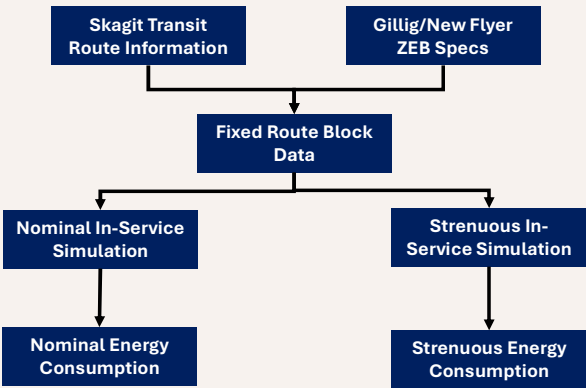 Skagit Transit
Route Information
Gillig/New Flyer
ZEB Specs
Fixed Route Block
Data
Nominal In-Service
Simulation
Strenuous In-
Service Simulation
Nominal Energy
Consumption
Strenuous Energy
Consumption